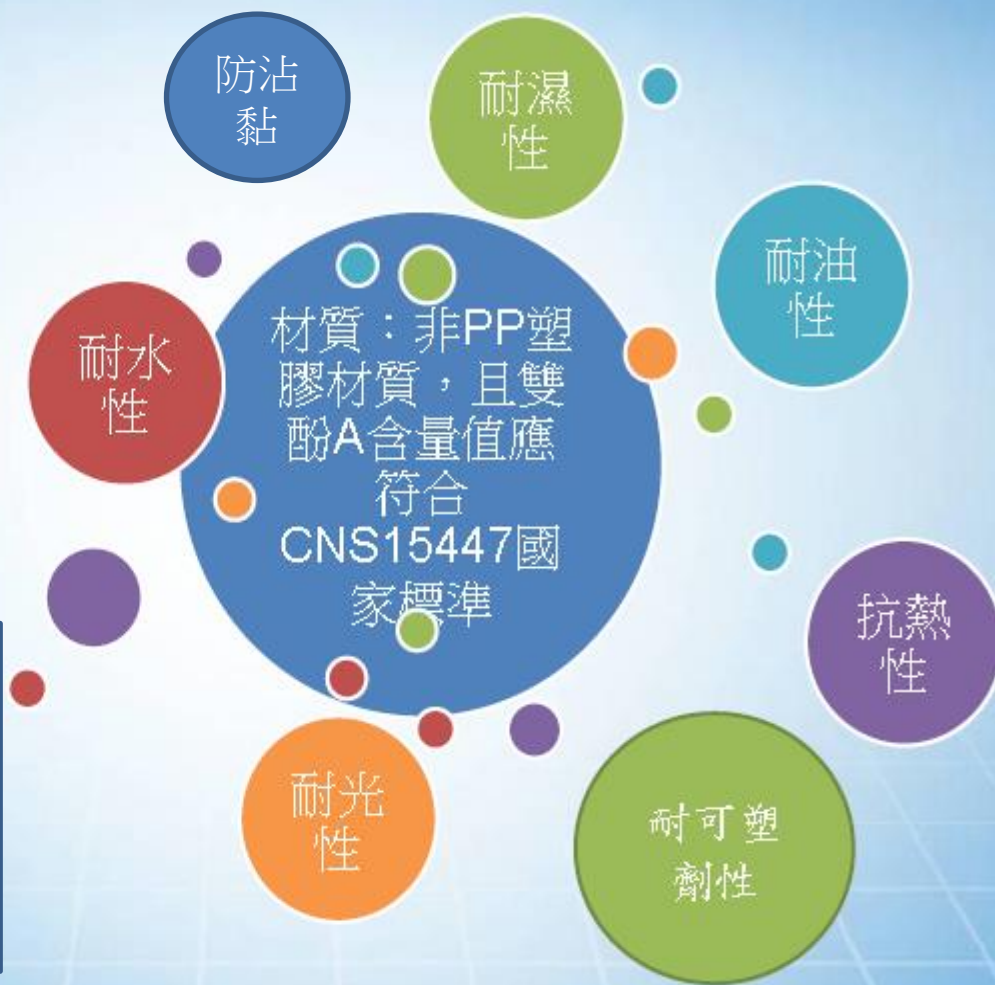 防沾
黏
耐濕
性
耐油
性
耐水
性
材質：非PP塑
膠材質，且雙
酚A含量值應
符合
CNS15447國
家標準
抗熱
性
耐光
性
耐可塑
劑性